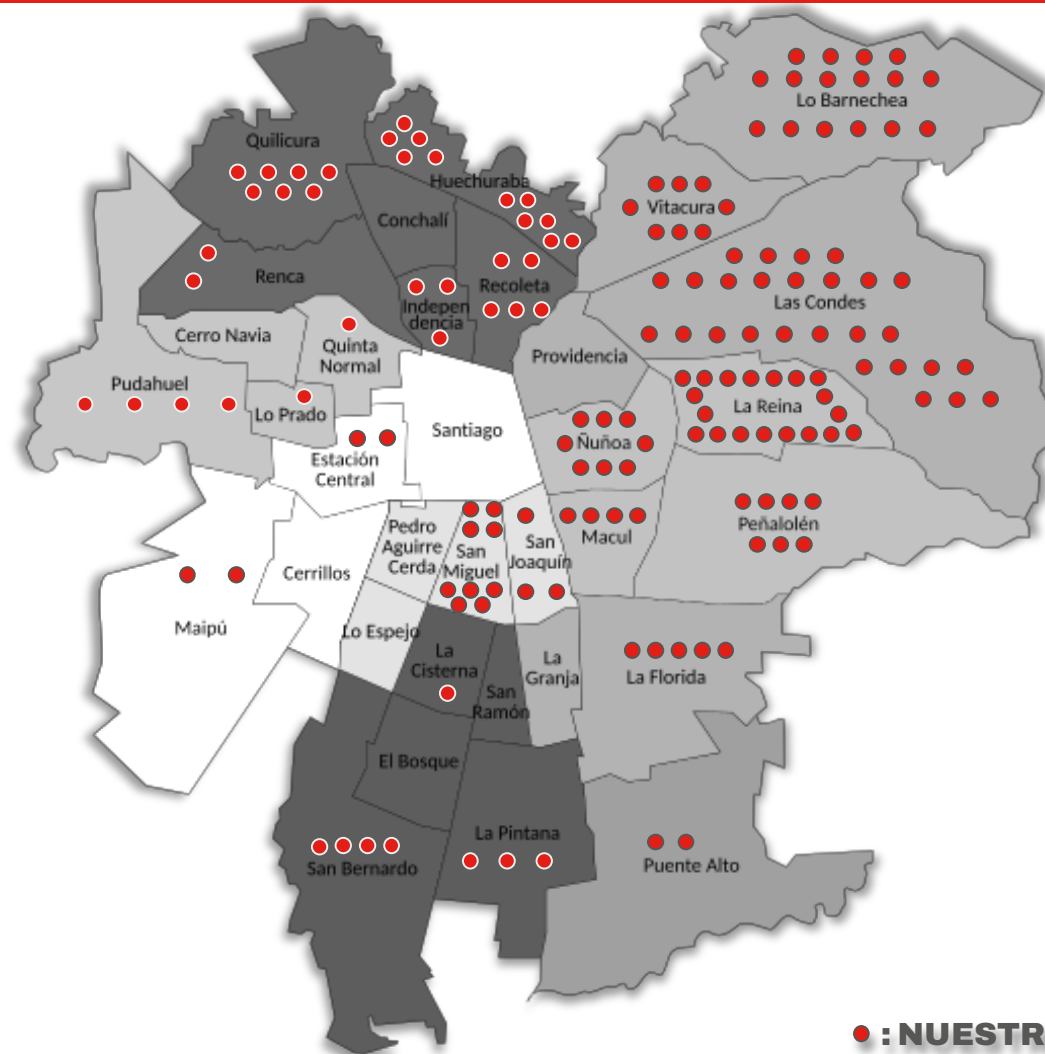 Lo Barnechea
Quilicura
Huechuraba
Vitacura
Conchalí
Renca
Recoleta
Las Condes
Indepen
dencia
Cerro Navia
Quinta
Normal
Providencia
Pudahuel
Lo Prado
La Reina
Santiago
Ñuñoa
Estación
Central
Pedro
Aguirre
Cerda
San
Miguel
San
Joaquín
Macul
Peñalolén
Cerrillos
Maipú
Lo Espejo
La
Cisterna
San
Ramón
La
Granja
La Florida
El Bosque
La Pintana
San Bernardo
Puente Alto
: NUESTR